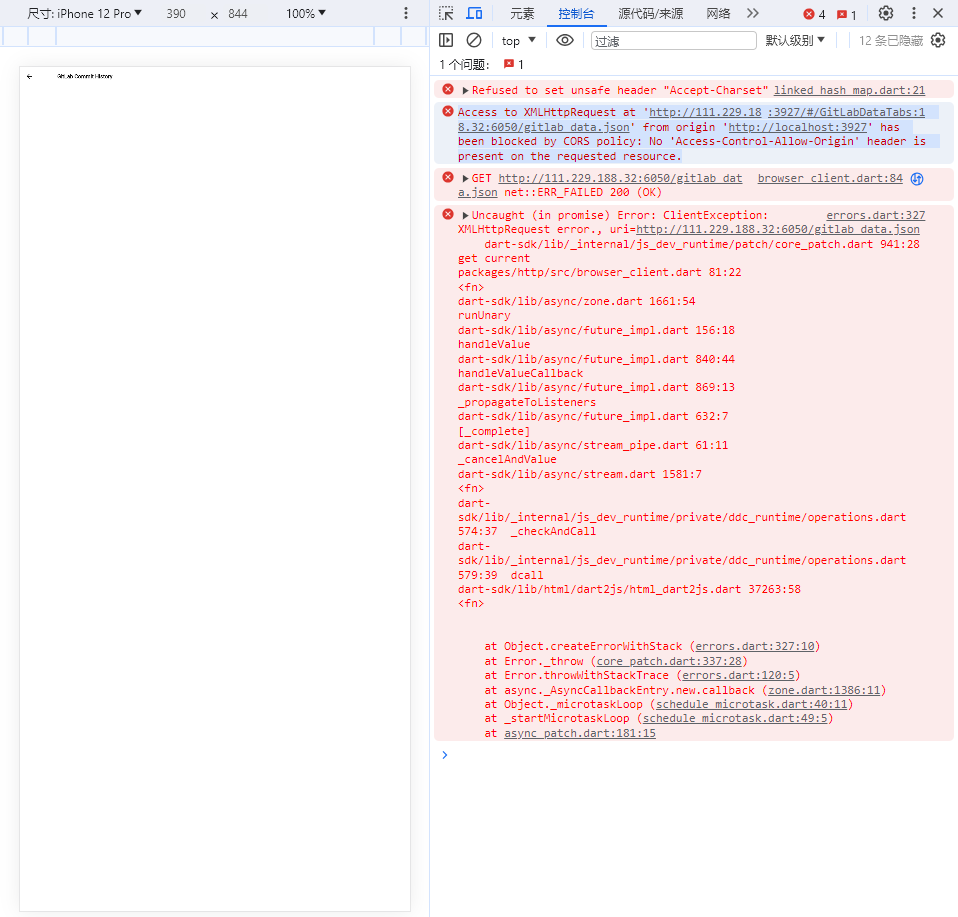 尺寸: iPhone 12 Pro 390 × 844 100%
元素 控制台 源代码/来源 网络 4 1
top 过滤 默认级别 12 条已隐藏
1 个问题: 1
← GitLab Commit History
Refused to set unsafe header "Accept-Charset" linked_hash_map.dart:21
Access to XMLHttpRequest at 'http://111.229.18 :3927/#/GitLabDataTabs:1
8.32:6050/gitlab_data.json' from origin 'http://localhost:3927' has
been blocked by CORS policy: No 'Access-Control-Allow-Origin' header is
present on the requested resource.
GET http://111.229.188.32:6050/gitlab_dat browser_client.dart:84
a.json net::ERR_FAILED 200 (OK)
Uncaught (in promise) Error: ClientException: errors.dart:327
XMLHttpRequest error., uri=http://111.229.188.32:6050/gitlab_data.json
dart-sdk/lib/_internal/js_dev_runtime/patch/core_patch.dart 941:28
get current
packages/http/src/browser_client.dart 81:22
<fn>
dart-sdk/lib/async/zone.dart 1661:54
runUnary
dart-sdk/lib/async/future_impl.dart 156:18
handleValue
dart-sdk/lib/async/future_impl.dart 840:44
handleValueCallback
dart-sdk/lib/async/future_impl.dart 869:13
_propagateToListeners
dart-sdk/lib/async/future_impl.dart 632:7
[_complete]
dart-sdk/lib/async/stream_pipe.dart 61:11
_cancelAndValue
dart-sdk/lib/async/stream.dart 1581:7
<fn>
dart-
sdk/lib/_internal/js_dev_runtime/private/ddc_runtime/operations.dart
574:37 _checkAndCall
dart-
sdk/lib/_internal/js_dev_runtime/private/ddc_runtime/operations.dart
579:39 dcall
dart-sdk/lib/html/dart2js/html_dart2js.dart 37263:58
<fn>
at Object.createErrorWithStack (errors.dart:327:10)
at Error._throw (core_patch.dart:337:28)
at Error.throwWithStackTrace (errors.dart:120:5)
at async._AsyncCallbackEntry.new.callback (zone.dart:1386:11)
at Object._microtaskLoop (schedule_microtask.dart:40:11)
at _startMicrotaskLoop (schedule_microtask.dart:49:5)
at async_patch.dart:181:15